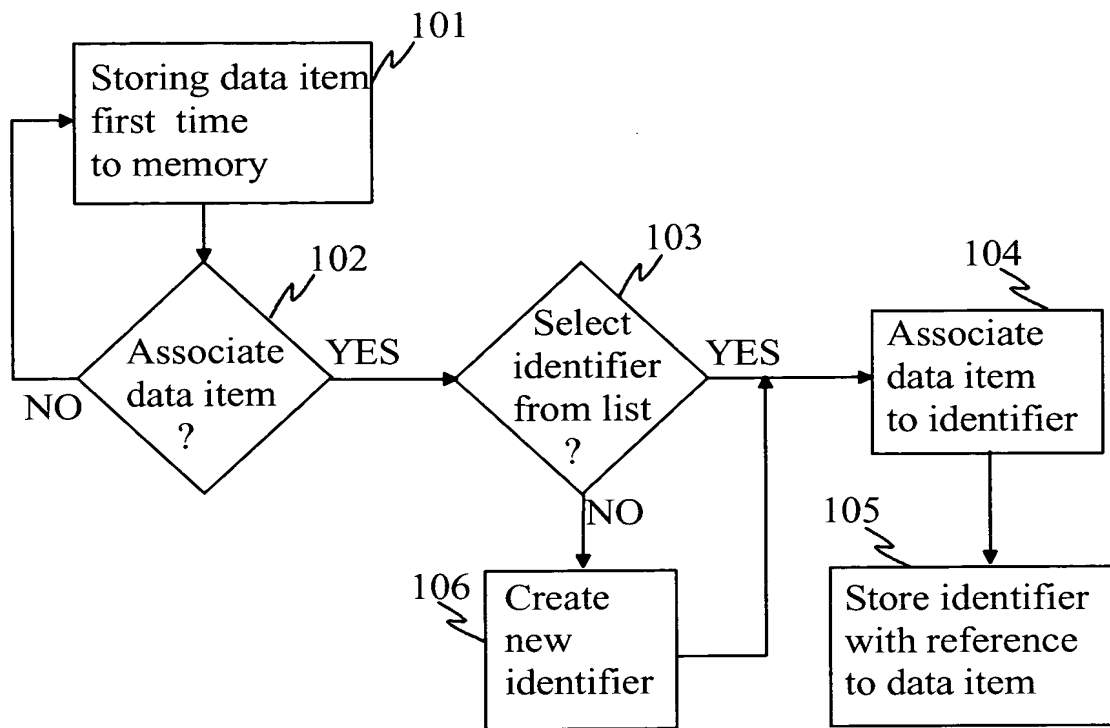 101
Storing data item
first time
to memory
102
Associate
data item
?
YES
NO
103
Select
identifier
from list
?
YES
NO
104
Associate
data item
to identifier
105
Store identifier
with reference
to data item
106
Create
new
identifier